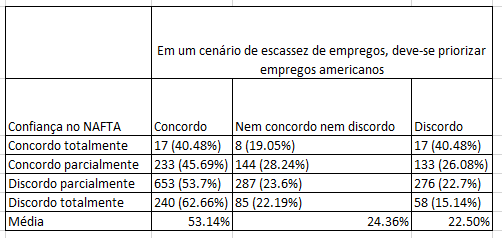 Em um cenário de escassez de empregos, deve-se priorizar
empregos americanos
Confiança no NAFTA Concordo Nem concordo nem discordo Discordo
Concordo totalmente 17 (40.48%) 8 (19.05%) 17 (40.48%)
Concordo parcialmente 233 (45.69%) 144 (28.24%) 133 (26.08%)
Discordo parcialmente 653 (53.7%) 287 (23.6%) 276 (22.7%)
Discordo totalmente 240 (62.66%) 85 (22.19%) 58 (15.14%)
Média 53.14% 24.36% 22.50%